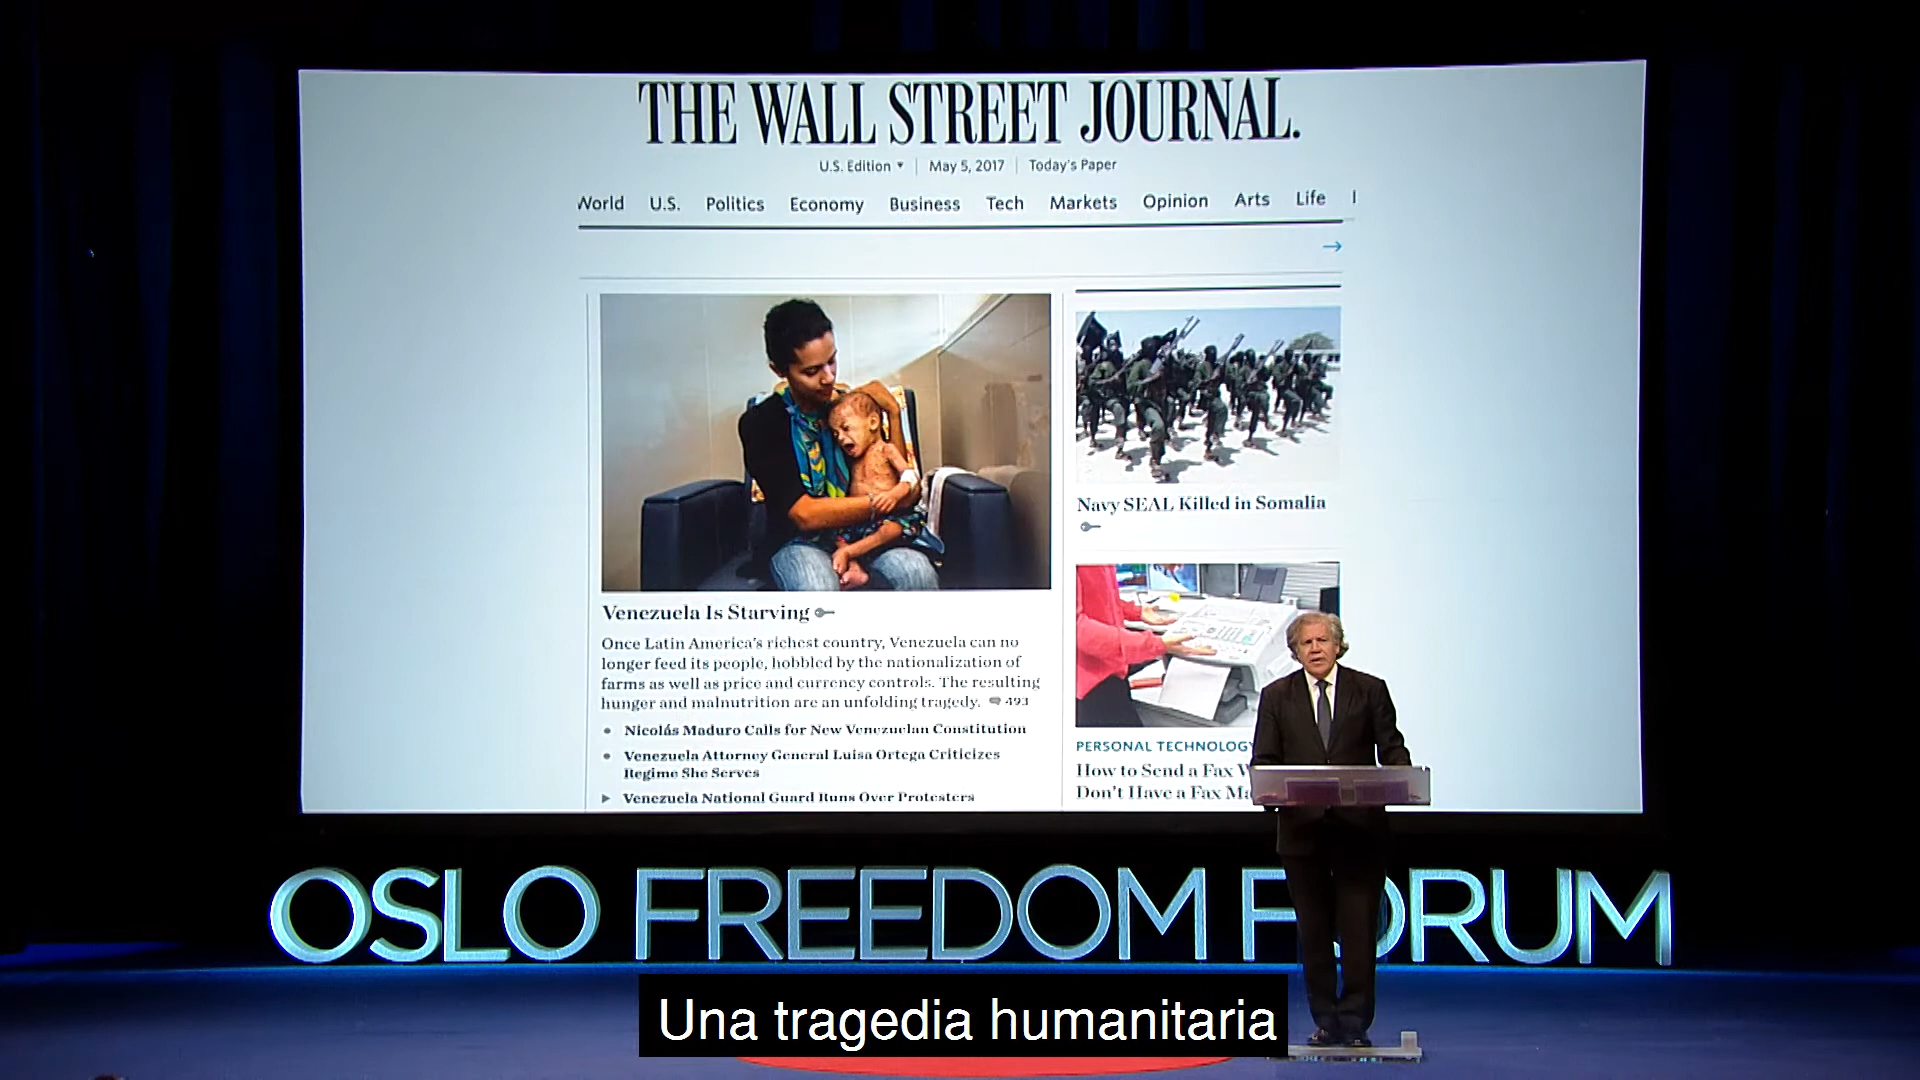 THE WALL STREET JOURNAL.
U.S. Edition ▾ | May 5, 2017 | Today's Paper
World U.S. Politics Economy Business Tech Markets Opinion Arts Life
Venezuela Is Starving
Once Latin America's richest country, Venezuela can no
longer feed its people, hobbled by the nationalization of
farms as well as price and currency controls. The resulting
hunger and malnutrition are an unfolding tragedy. 493
• Nicolás Maduro Calls for New Venezuelan Constitution
• Venezuela Attorney General Luisa Ortega Criticizes
Regime She Serves
▸ Venezuela National Guard Runs Over Protesters
Navy SEAL Killed in Somalia
PERSONAL TECHNOLOGY
How to Send a Fax
Don't Have a Fax
OSLO FREEDOM FORUM
Una tragedia humanitaria